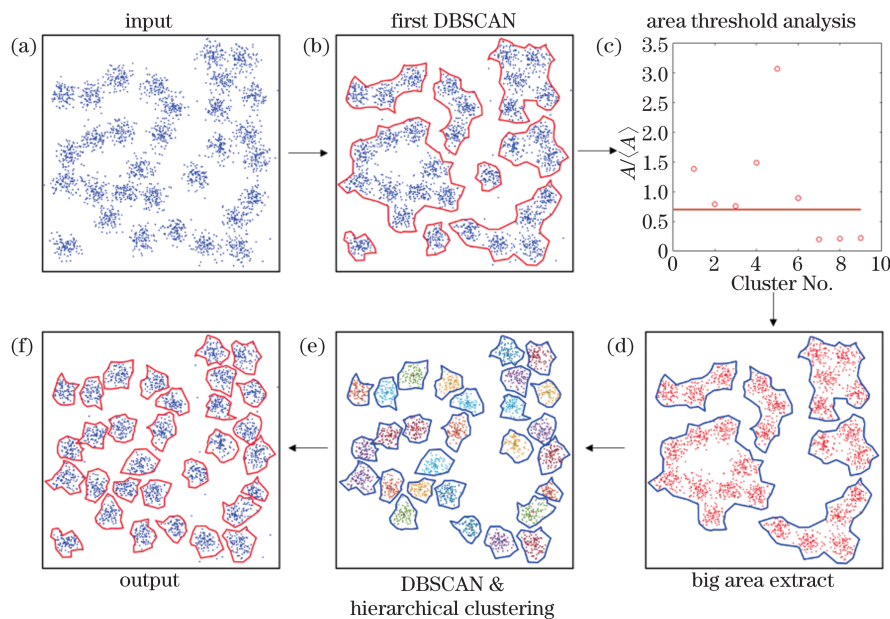 input
first DBSCAN
area threshold analysis
(a)
(b)
(c)
3.5
3.0
2.5
2.0
1.5
1.0
0.5
0
A/⟨A⟩
0 2 4 6 8 10
Cluster No.
(f)
(e)
(d)
output
DBSCAN &
hierarchical clustering
big area extract